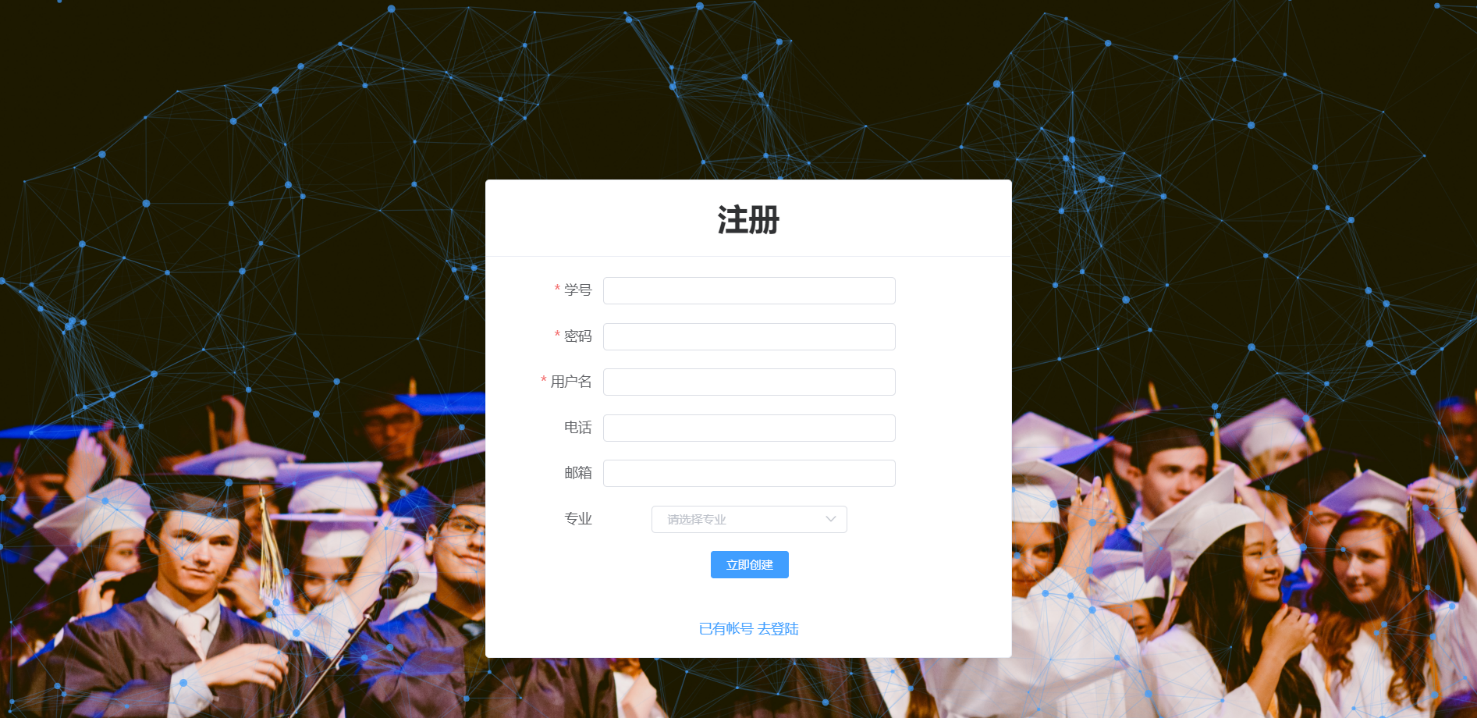 注册
* 学号
* 密码
* 用户名
电话
邮箱
专业 请选择专业
立即创建
已有帐号 去登陆